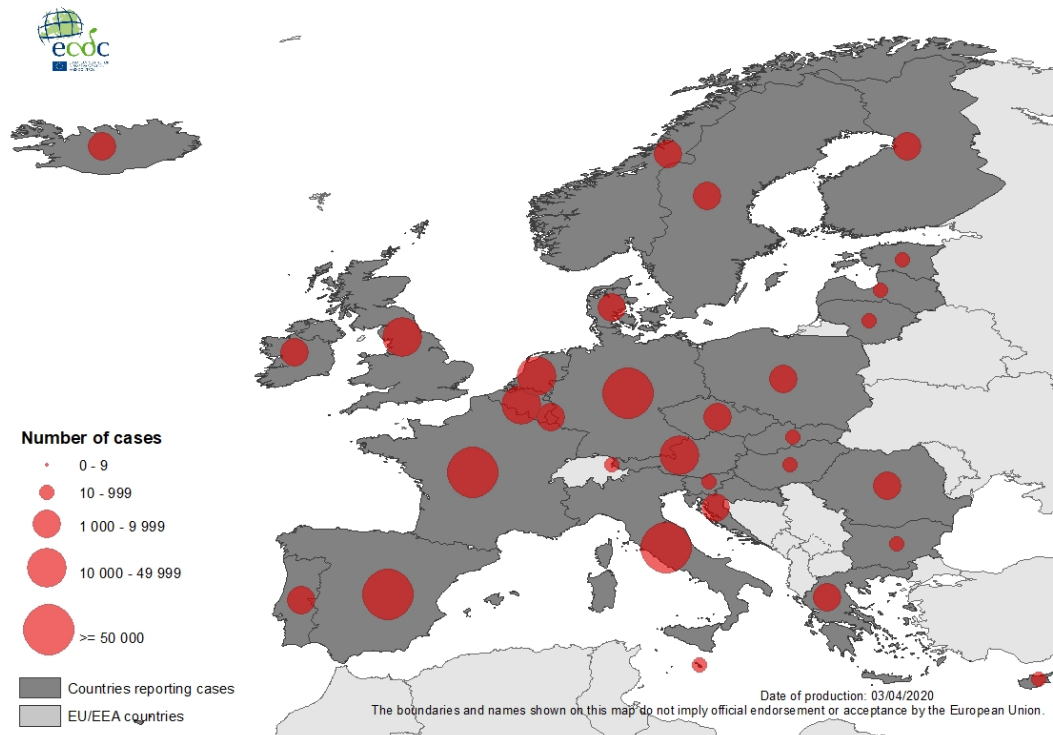 ecdc
Number of cases
0 - 9
10 - 999
1 000 - 9 999
10 000 - 49 999
>= 50 000
Countries reporting cases
EU/EEA countries
Date of production: 03/04/2020
The boundaries and names shown on this map do not imply official endorsement or acceptance by the European Union.